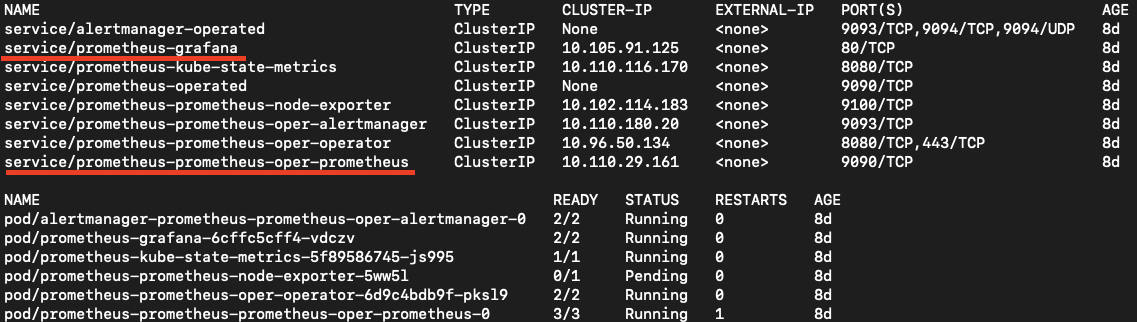 NAME TYPE CLUSTER-IP EXTERNAL-IP PORT(S) AGE
service/alertmanager-operated ClusterIP None <none> 9093/TCP,9094/TCP,9094/UDP 8d
service/prometheus-grafana ClusterIP 10.105.91.125 <none> 80/TCP 8d
service/prometheus-kube-state-metrics ClusterIP 10.110.116.170 <none> 8080/TCP 8d
service/prometheus-operated ClusterIP None <none> 9090/TCP 8d
service/prometheus-prometheus-node-exporter ClusterIP 10.102.114.183 <none> 9100/TCP 8d
service/prometheus-prometheus-oper-alertmanager ClusterIP 10.110.180.20 <none> 9093/TCP 8d
service/prometheus-prometheus-oper-operator ClusterIP 10.96.50.134 <none> 8080/TCP,443/TCP 8d
service/prometheus-prometheus-oper-prometheus ClusterIP 10.110.29.161 <none> 9090/TCP 8d
NAME READY STATUS RESTARTS AGE
pod/alertmanager-prometheus-prometheus-oper-alertmanager-0 2/2 Running 0 8d
pod/prometheus-grafana-6cffc5cff4-vdczv 2/2 Running 0 8d
pod/prometheus-kube-state-metrics-5f89586745-js995 1/1 Running 0 8d
pod/prometheus-prometheus-node-exporter-5ww5l 0/1 Pending 0 8d
pod/prometheus-prometheus-oper-operator-6d9c4bdb9f-pksl9 2/2 Running 0 8d
pod/prometheus-prometheus-prometheus-oper-prometheus-0 3/3 Running 1 8d